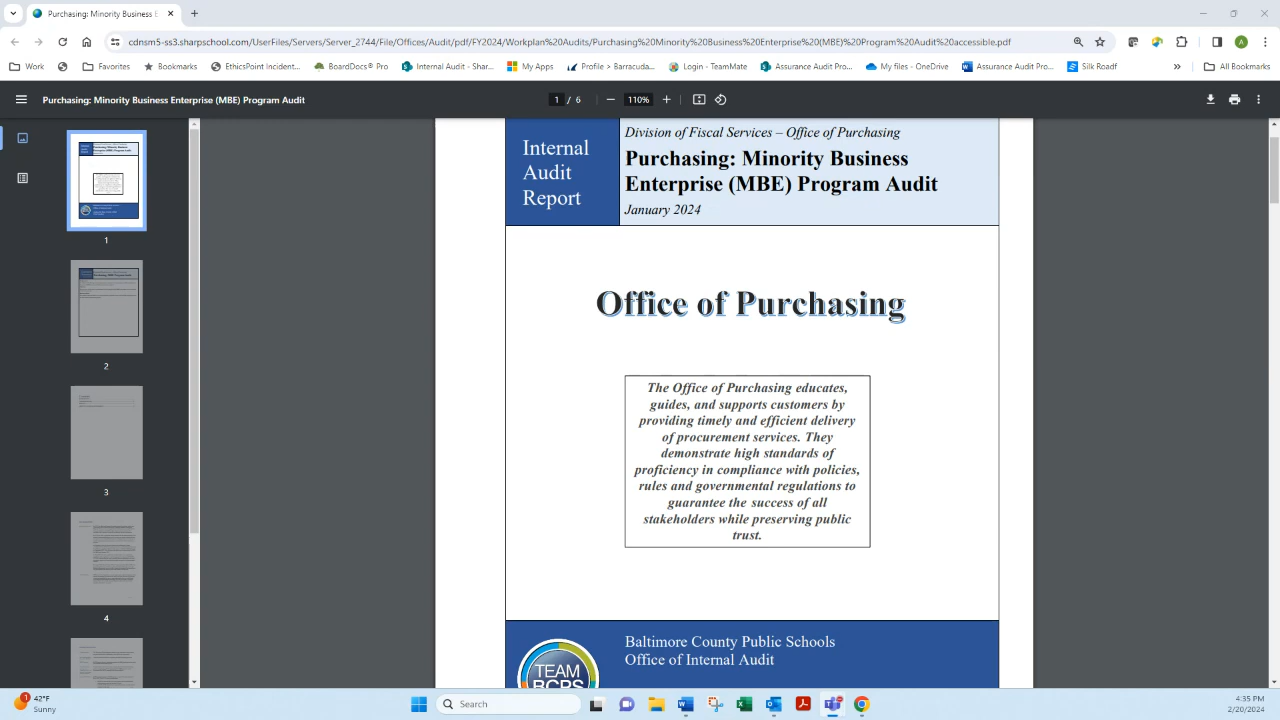 Purchasing: Minority Business E
cdnsm5-ss3.sharpschool.com/UserFiles/Servers/Server_2744/File/Offices/Audit/pdf/FY2024/Workplan%20Audits/Purchasing%20Minority%20Business%20Enterprise%20(MBE)%20Program%20Audit%20accessible.pdf
A
Work
Favorites
Bookmarks
EthicsPoint Incident...
BoardDocs® Pro
Internal Audit - Shar...
My Apps
Profile > Barracuda...
Login - TeamMate
Assurance Audit Pro...
My files - OneDrive
Assurance Audit Pro...
Silk Roadf
»
All Bookmarks
Purchasing: Minority Business Enterprise (MBE) Program Audit
1 / 6
110%
1
2
3
4
Internal
Audit
Report
Division of Fiscal Services – Office of Purchasing
Purchasing: Minority Business
Enterprise (MBE) Program Audit
January 2024
Office of Purchasing
The Office of Purchasing educates,
guides, and supports customers by
providing timely and efficient delivery
of procurement services. They
demonstrate high standards of
proficiency in compliance with policies,
rules and governmental regulations to
guarantee the success of all
stakeholders while preserving public
trust.
TEAM
BCPS
Baltimore County Public Schools
Office of Internal Audit
1
42°F
Sunny
Search
4:35 PM
2/20/2024